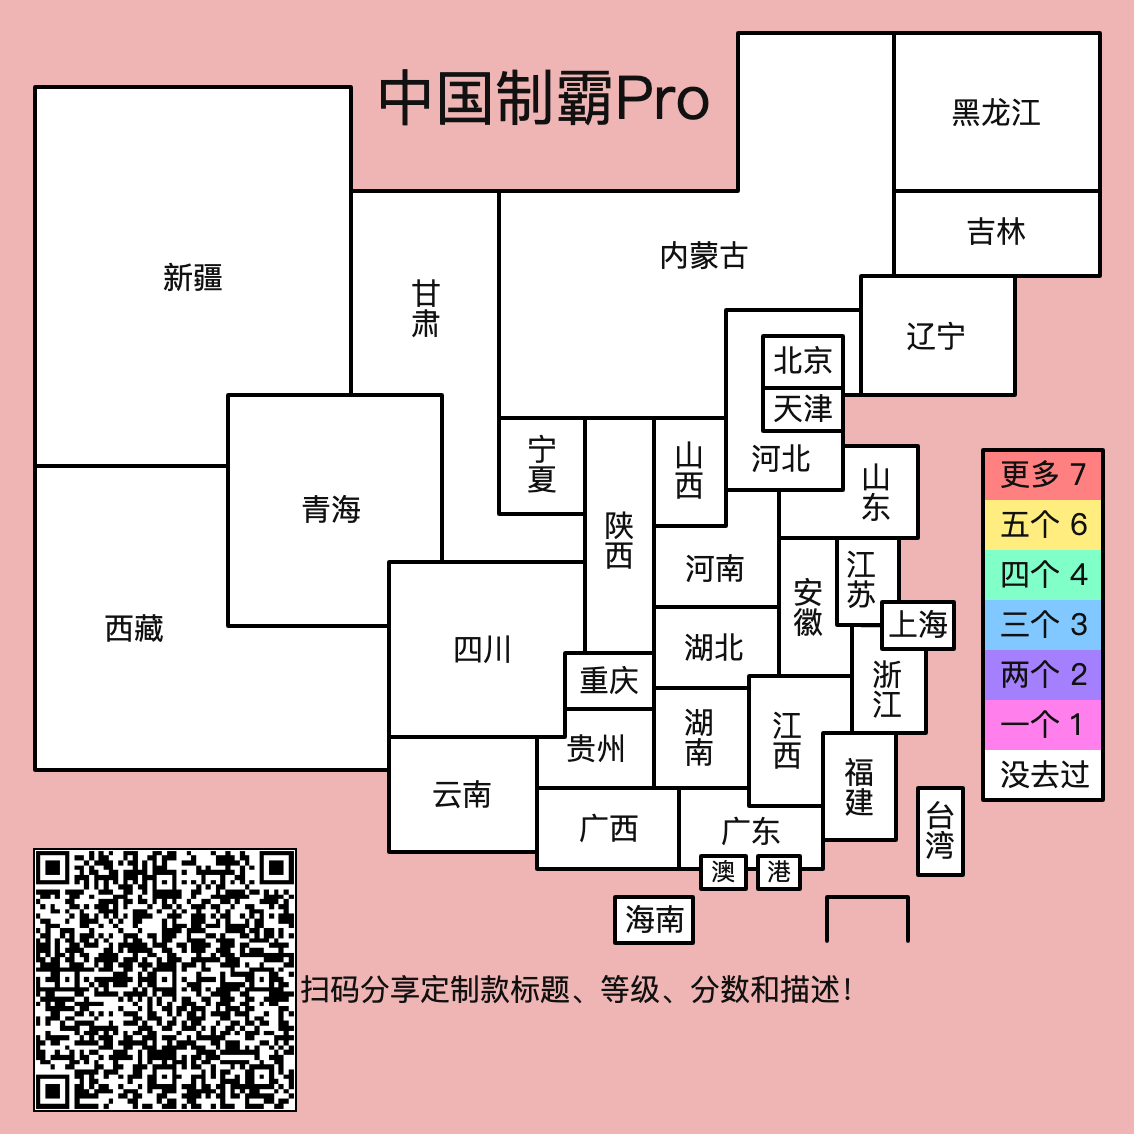 中国制霸Pro
黑龙江
吉林
内蒙古
新疆
甘
肃
辽宁
北京
天津
河北
宁
夏
山
西
山
东
青海
陕
西
河南
安
徽
江
苏
上海
西藏
四川
湖北
重庆
浙
江
贵州
湖
南
江
西
福
建
云南
广西
广东
台
湾
澳
港
海南
更多 7
五个 6
四个 4
三个 3
两个 2
一个 1
没去过
扫码分享定制款标题、等级、分数和描述!